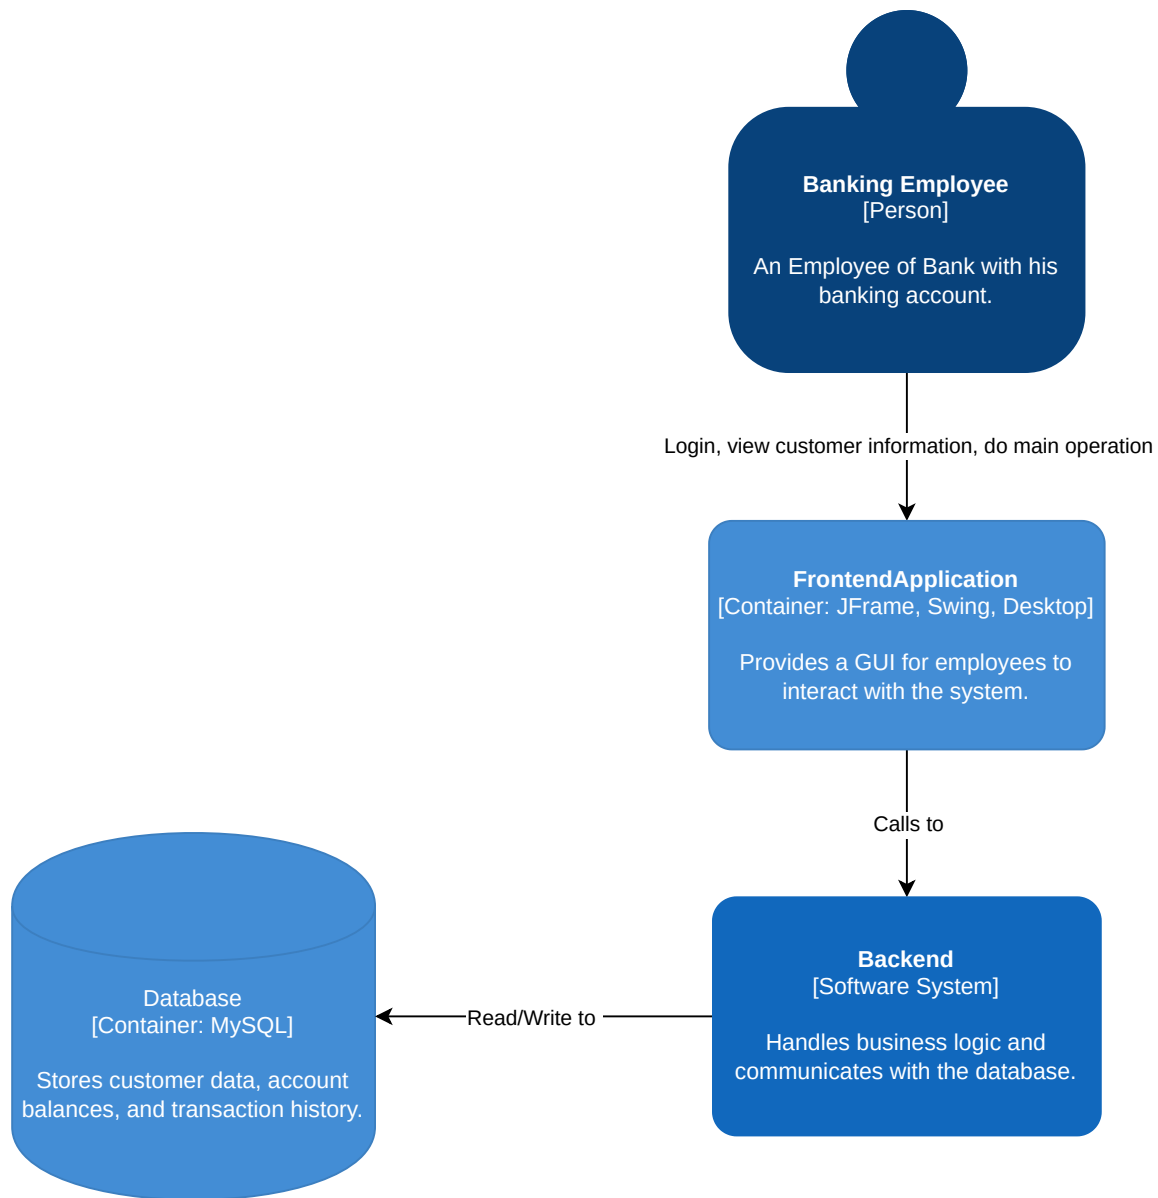 Banking Employee
[Person]
An Employee of Bank with his
banking account.
Login, view customer information, do main operation
FrontendApplication
[Container: JFrame, Swing, Desktop]
Provides a GUI for employees to
interact with the system.
Calls to
Backend
[Software System]
Handles business logic and
communicates with the database.
Read/Write to
Database
[Container: MySQL]
Stores customer data, account
balances, and transaction history.